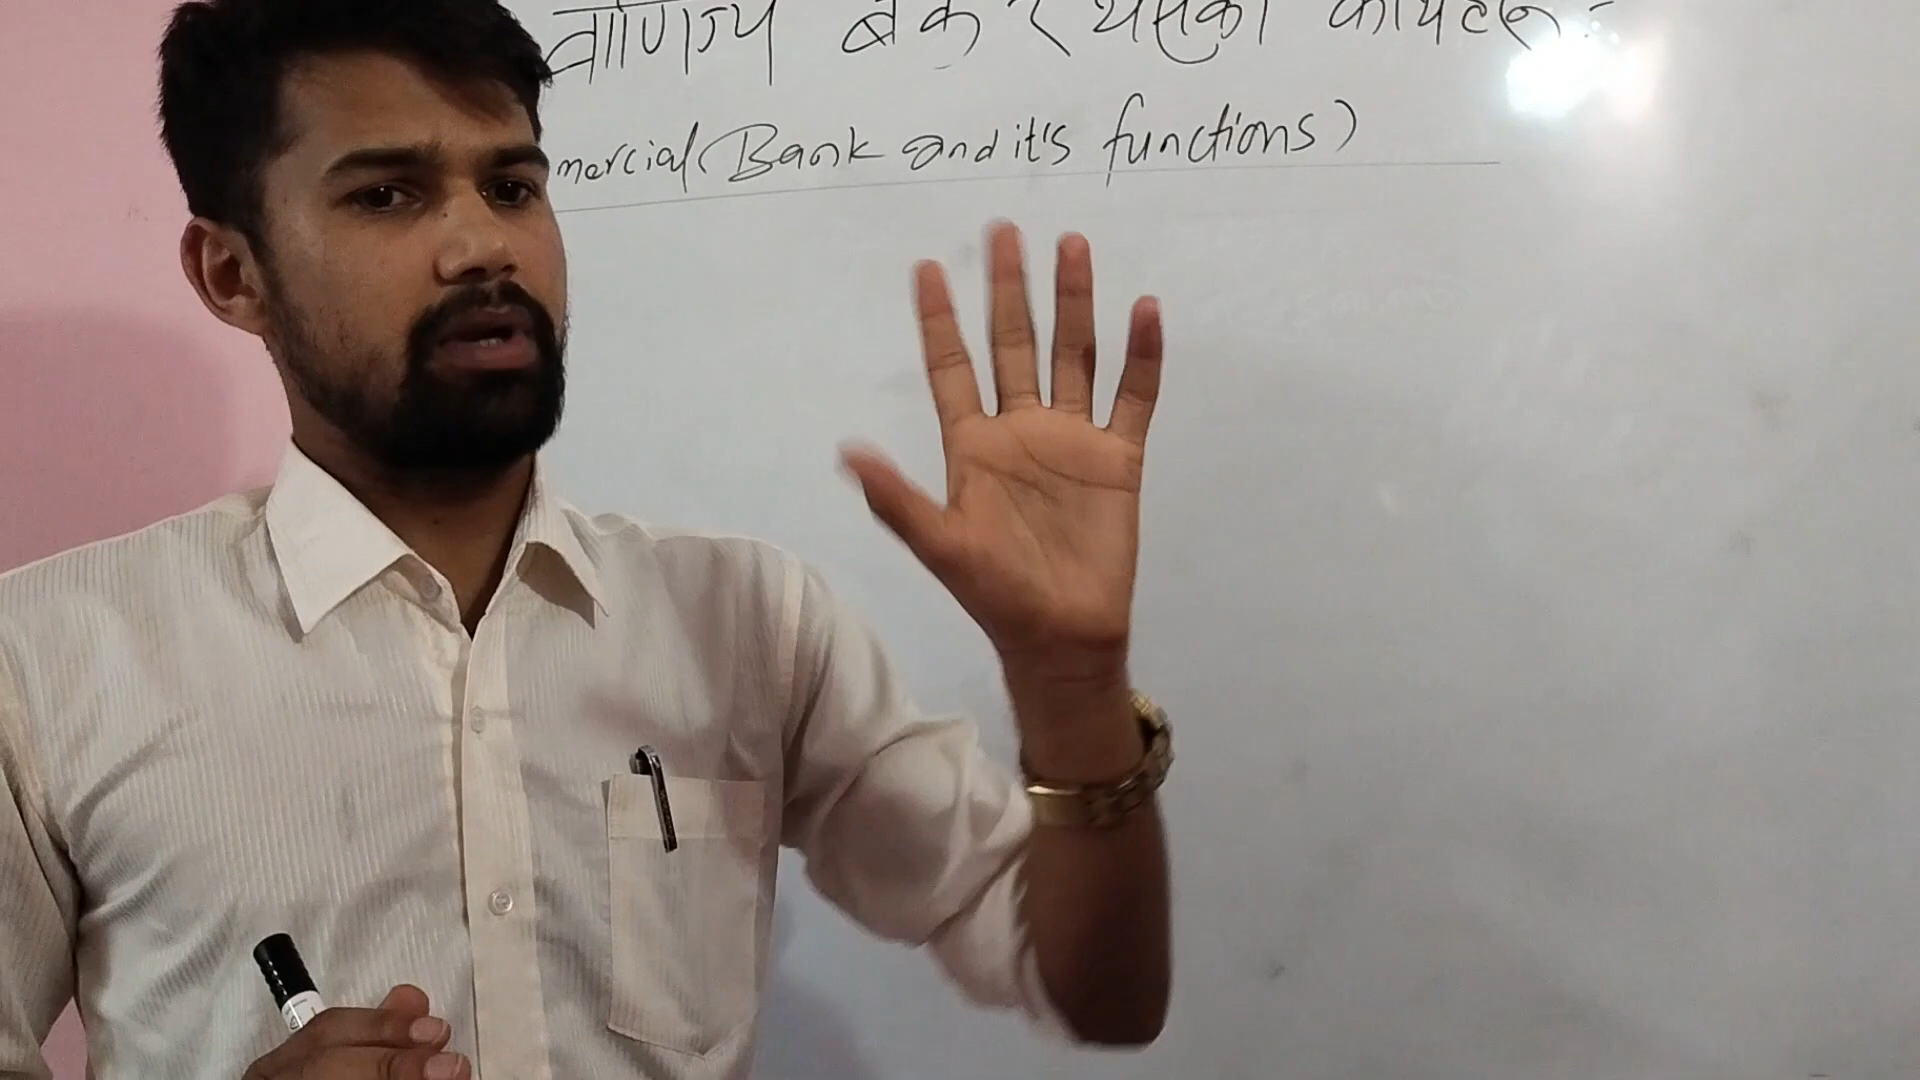 वाणिज्य बैंक र यसका कार्यहरू :-
mercial Bank and it's functions)